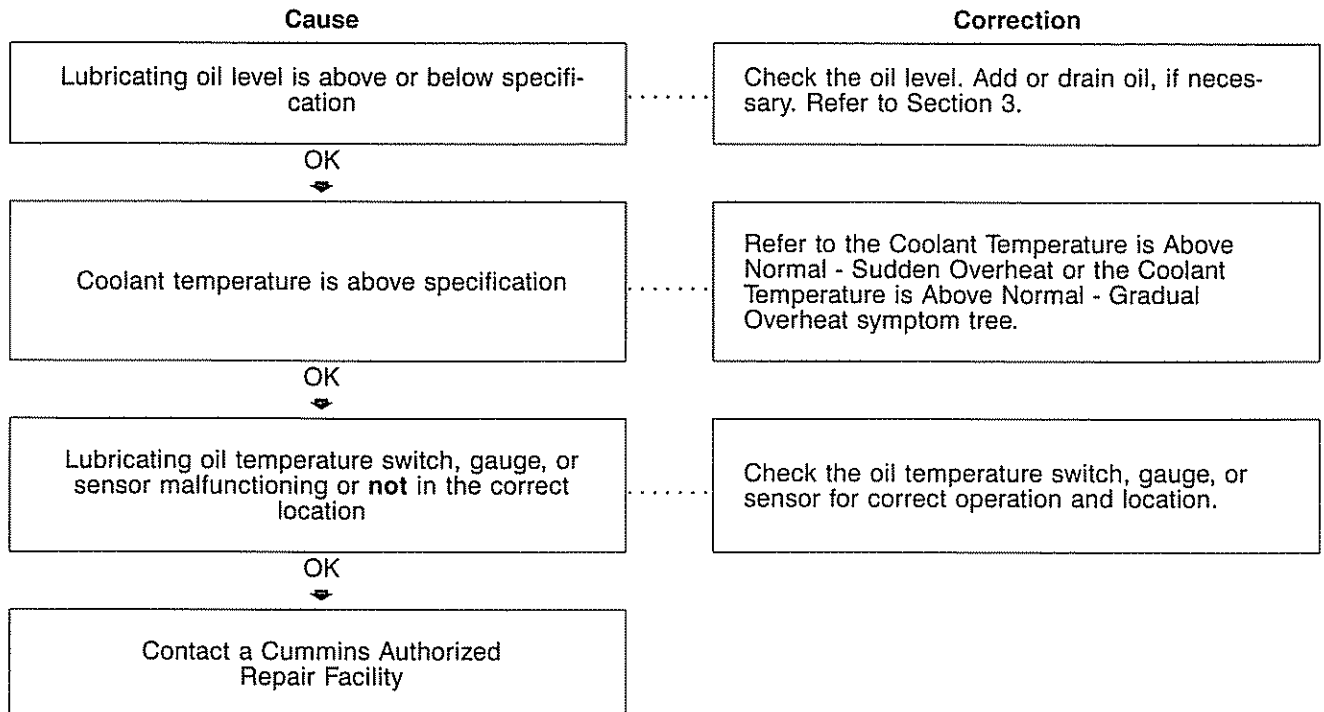 Cause
Correction
Lubricating oil level is above or below specifi-
cation
Check the oil level. Add or drain oil, if neces-
sary. Refer to Section 3.
OK
Coolant temperature is above specification
Refer to the Coolant Temperature is Above
Normal - Sudden Overheat or the Coolant
Temperature is Above Normal - Gradual
Overheat symptom tree.
OK
Lubricating oil temperature switch, gauge, or
sensor malfunctioning or not in the correct
location
Check the oil temperature switch, gauge, or
sensor for correct operation and location.
OK
Contact a Cummins Authorized
Repair Facility